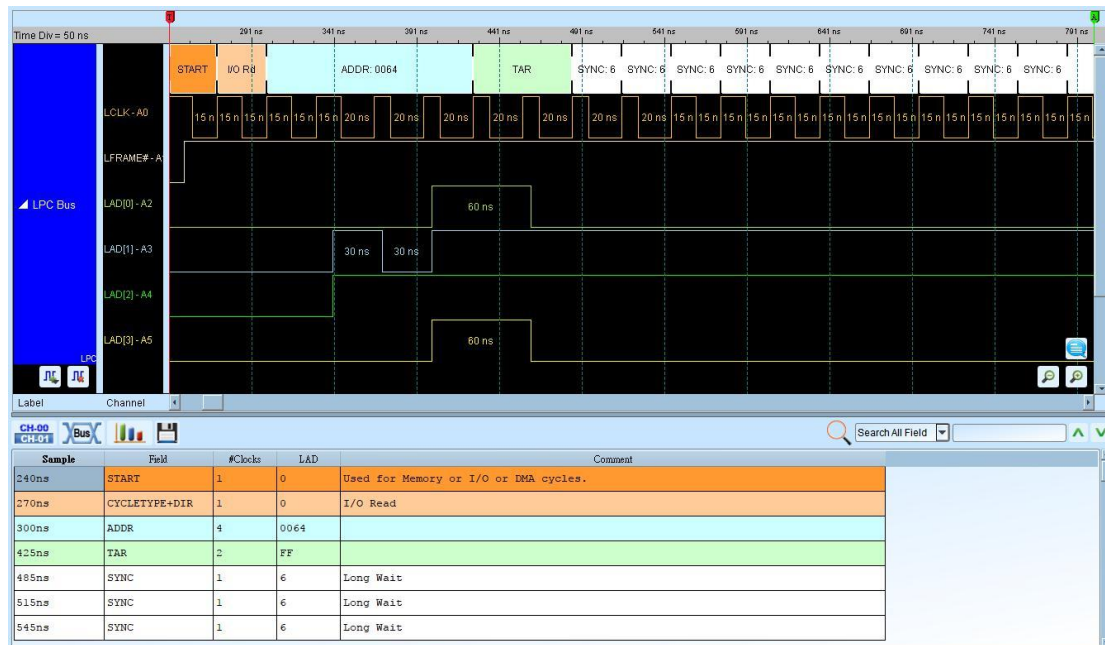 T
A
Time Div= 50 ns
291 ns 341 ns 391 ns 441 ns 491 ns 541 ns 591 ns 641 ns 691 ns 741 ns 791 ns
START I/O Rd ADDR: 0064 TAR SYNC: 6 SYNC: 6 SYNC: 6 SYNC: 6 SYNC: 6 SYNC: 6 SYNC: 6 SYNC: 6 SYNC: 6 SYNC: 6
LCLK - A0 15 n 15 n 15 n 15 n 15 n 15 n 20 ns 20 ns 20 ns 20 ns 20 ns 20 ns 20 ns 15 n 15 n 15 n 15 n 15 n 15 n 15 n 15 n 15 n 15 n 15 n 15 n 15 n 15 n 15 n 15 n 15 n
LFRAME# - A
LPC Bus
LAD[0] - A2 60 ns
LAD[1] - A3 30 ns 30 ns
LAD[2] - A4
LAD[3] - A5 60 ns
LPC
Label Channel
CH-00
CH-01
Bus
Search All Field
Sample Field #Clocks LAD Comment
240ns START 1 0 Used for Memory or I/O or DMA cycles.
270ns CYCLETYPE+DIR 1 0 I/O Read
300ns ADDR 4 0064
425ns TAR 2 FF
485ns SYNC 1 6 Long Wait
515ns SYNC 1 6 Long Wait
545ns SYNC 1 6 Long Wait